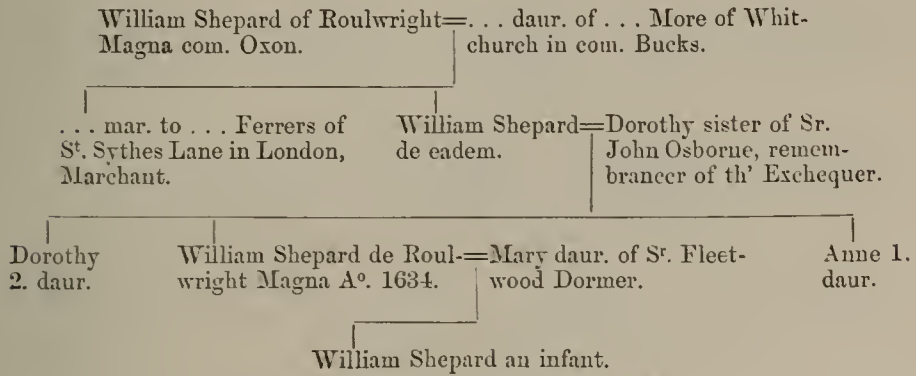 William Shepard of Roulwright=. . . daur. of . . . More of Whit-
Magna com. Oxon. church in com. Bucks.
. . . mar. to . . . Ferrers of William Shepard=Dorothy sister of Sr.
St. Sythes Lane in London, de eadem. John Osborne, remem-
Marchant. brancer of th' Exchequer.
Dorothy William Shepard de Roul-=Mary daur. of Sr. Fleet- Anne 1.
2. daur. wright Magna Ao. 1634. wood Dormer. daur.
William Shepard an infant.